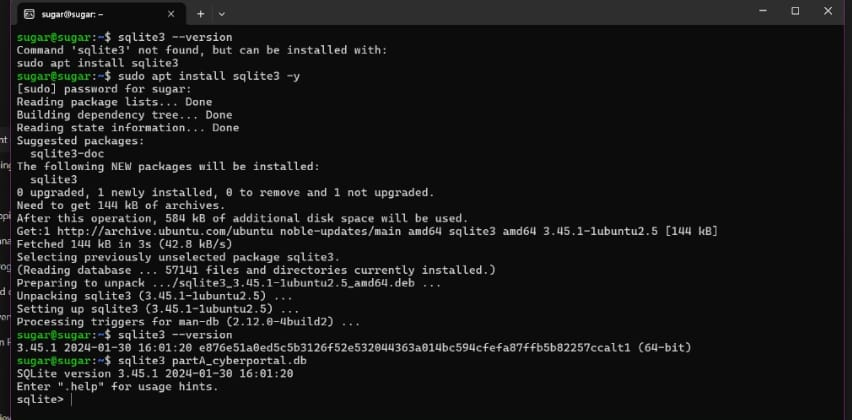 sugar@sugar: ~
sugar@sugar:~$ sqlite3 --version
Command 'sqlite3' not found, but can be installed with:
sudo apt install sqlite3
sugar@sugar:~$ sudo apt install sqlite3 -y
[sudo] password for sugar:
Reading package lists... Done
Building dependency tree... Done
Reading state information... Done
Suggested packages:
  sqlite3-doc
The following NEW packages will be installed:
  sqlite3
0 upgraded, 1 newly installed, 0 to remove and 1 not upgraded.
Need to get 144 kB of archives.
After this operation, 584 kB of additional disk space will be used.
Get:1 http://archive.ubuntu.com/ubuntu noble-updates/main amd64 sqlite3 amd64 3.45.1-1ubuntu2.5 [144 kB]
Fetched 144 kB in 3s (42.8 kB/s)
Selecting previously unselected package sqlite3.
(Reading database ... 57141 files and directories currently installed.)
Preparing to unpack .../sqlite3_3.45.1-1ubuntu2.5_amd64.deb ...
Unpacking sqlite3 (3.45.1-1ubuntu2.5) ...
Setting up sqlite3 (3.45.1-1ubuntu2.5) ...
Processing triggers for man-db (2.12.0-4build2) ...
sugar@sugar:~$ sqlite3 --version
3.45.1 2024-01-30 16:01:20 e876e51a0ed5c5b3126f52e532044363a014bc594cfefa87ffb5b82257ccalt1 (64-bit)
sugar@sugar:~$ sqlite3 partA_cyberportal.db
SQLite version 3.45.1 2024-01-30 16:01:20
Enter ".help" for usage hints.
sqlite>